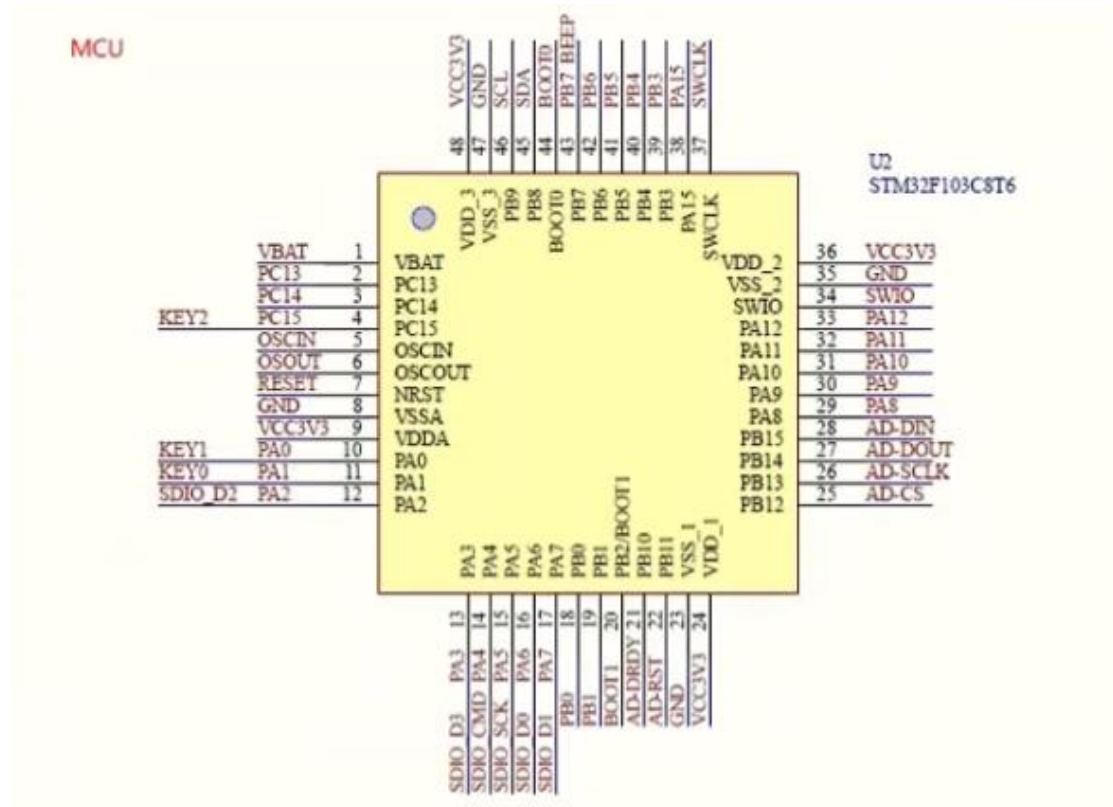 MCU
VCC3V3
GND
SCL
SDA
BOOT0
PB7 BEEP
PB6
PB5
PB4
PB3
PA15
SWCLK
48
47
46
45
44
43
42
41
40
39
38
37
U2
STM32F103C8T6
VDD_3
VSS_3
PB9
PB8
BOOT0
PB7
PB6
PB5
PB4
PB3
PA15
SWCLK
VBAT 1 VBAT
PC13 2 PC13
PC14 3 PC14
KEY2 PC15 4 PC15
OSCIN 5 OSCIN
OSOUT 6 OSCOUT
RESET 7 NRST
GND 8 VSSA
VCC3V3 9 VDDA
KEY1 PA0 10 PA0
KEY0 PA1 11 PA1
SDIO_D2 PA2 12 PA2
VDD_2 36 VCC3V3
VSS_2 35 GND
SWIO 34 SWIO
PA12 33 PA12
PA11 32 PA11
PA10 31 PA10
PA9 30 PA9
PA8 29 PA8
PB15 28 AD-DIN
PB14 27 AD-DOUT
PB13 26 AD-SCLK
PB12 25 AD-CS
PA3
PA4
PA5
PA6
PA7
PB0
PB1
PB2/BOOT1
PB10
PB11
VSS_1
VDD_1
13
14
15
16
17
18
19
20
21
22
23
24
SDIO_D3 PA3
SDIO_CMD PA4
SDIO_SCK PA5
SDIO_D0 PA6
SDIO_D1 PA7
PB0
PB1
BOOT1
AD-DRDY
AD-RST
GND
VCC3V3